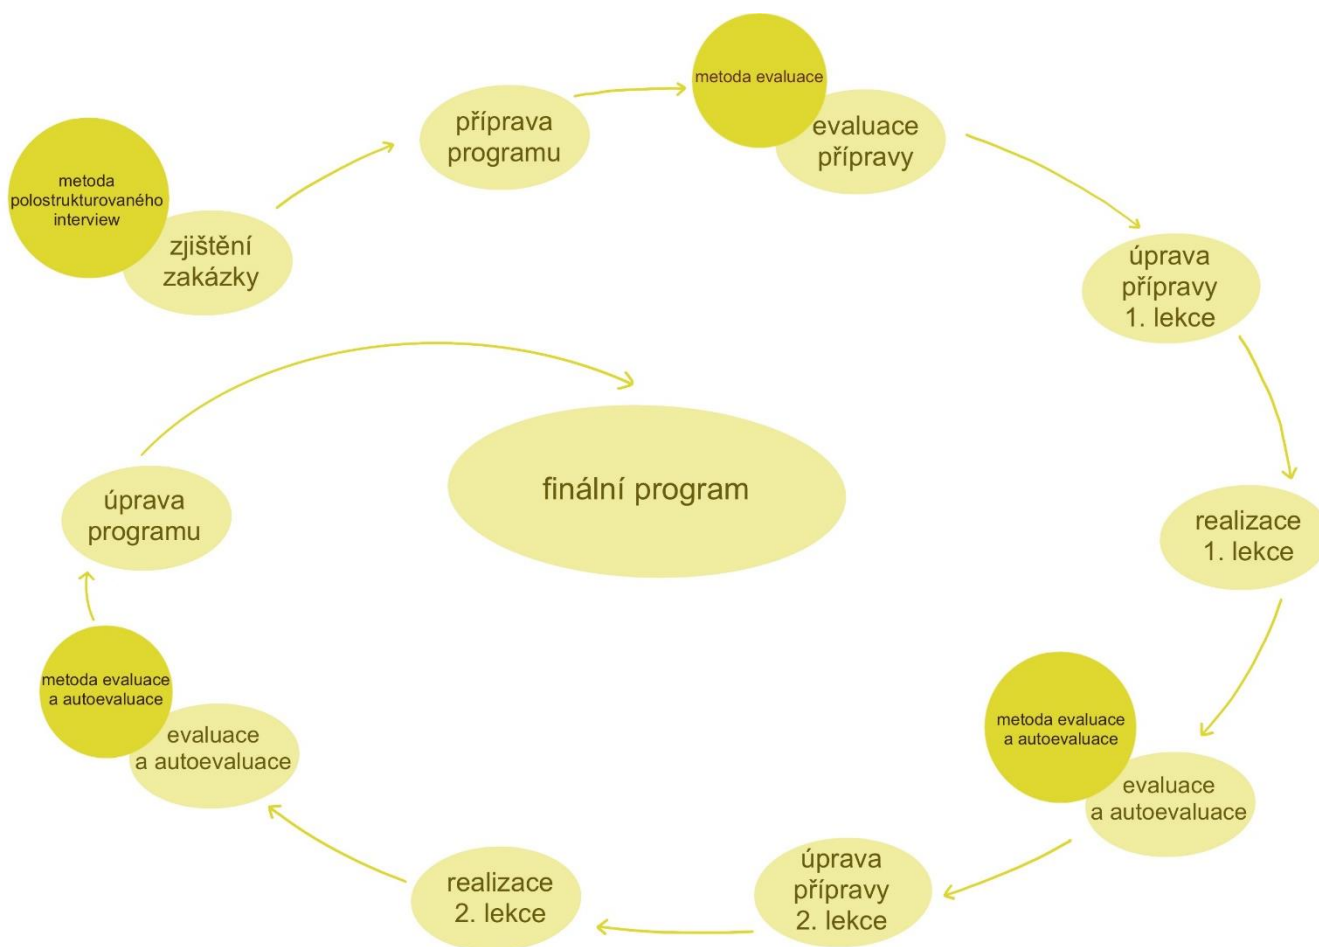 metoda
polostrukturovaného
interview
zjištění
zakázky
příprava
programu
metoda evaluace
evaluace
přípravy
úprava
přípravy
1. lekce
realizace
1. lekce
metoda evaluace
a autoevaluace
evaluace
a autoevaluace
úprava
přípravy
2. lekce
realizace
2. lekce
metoda evaluace
a autoevaluace
evaluace
a autoevaluace
úprava
programu
finální program